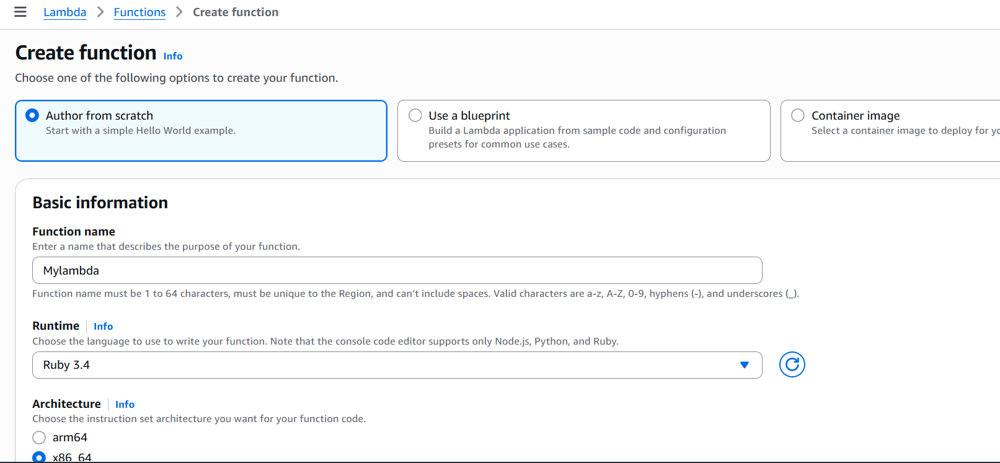 Lambda > Functions > Create function
Create function Info
Choose one of the following options to create your function.
Author from scratch
Start with a simple Hello World example.
Use a blueprint
Build a Lambda application from sample code and configuration
presets for common use cases.
Container image
Select a container image to deploy for
Basic information
Function name
Enter a name that describes the purpose of your function.
Mylambda
Function name must be 1 to 64 characters, must be unique to the Region, and can’t include spaces. Valid characters are a-z, A-Z, 0-9, hyphens (-), and underscores (_).
Runtime | Info
Choose the language to use to write your function. Note that the console code editor supports only Node.js, Python, and Ruby.
Ruby 3.4
Architecture | Info
Choose the instruction set architecture you want for your function code.
arm64
x86_64